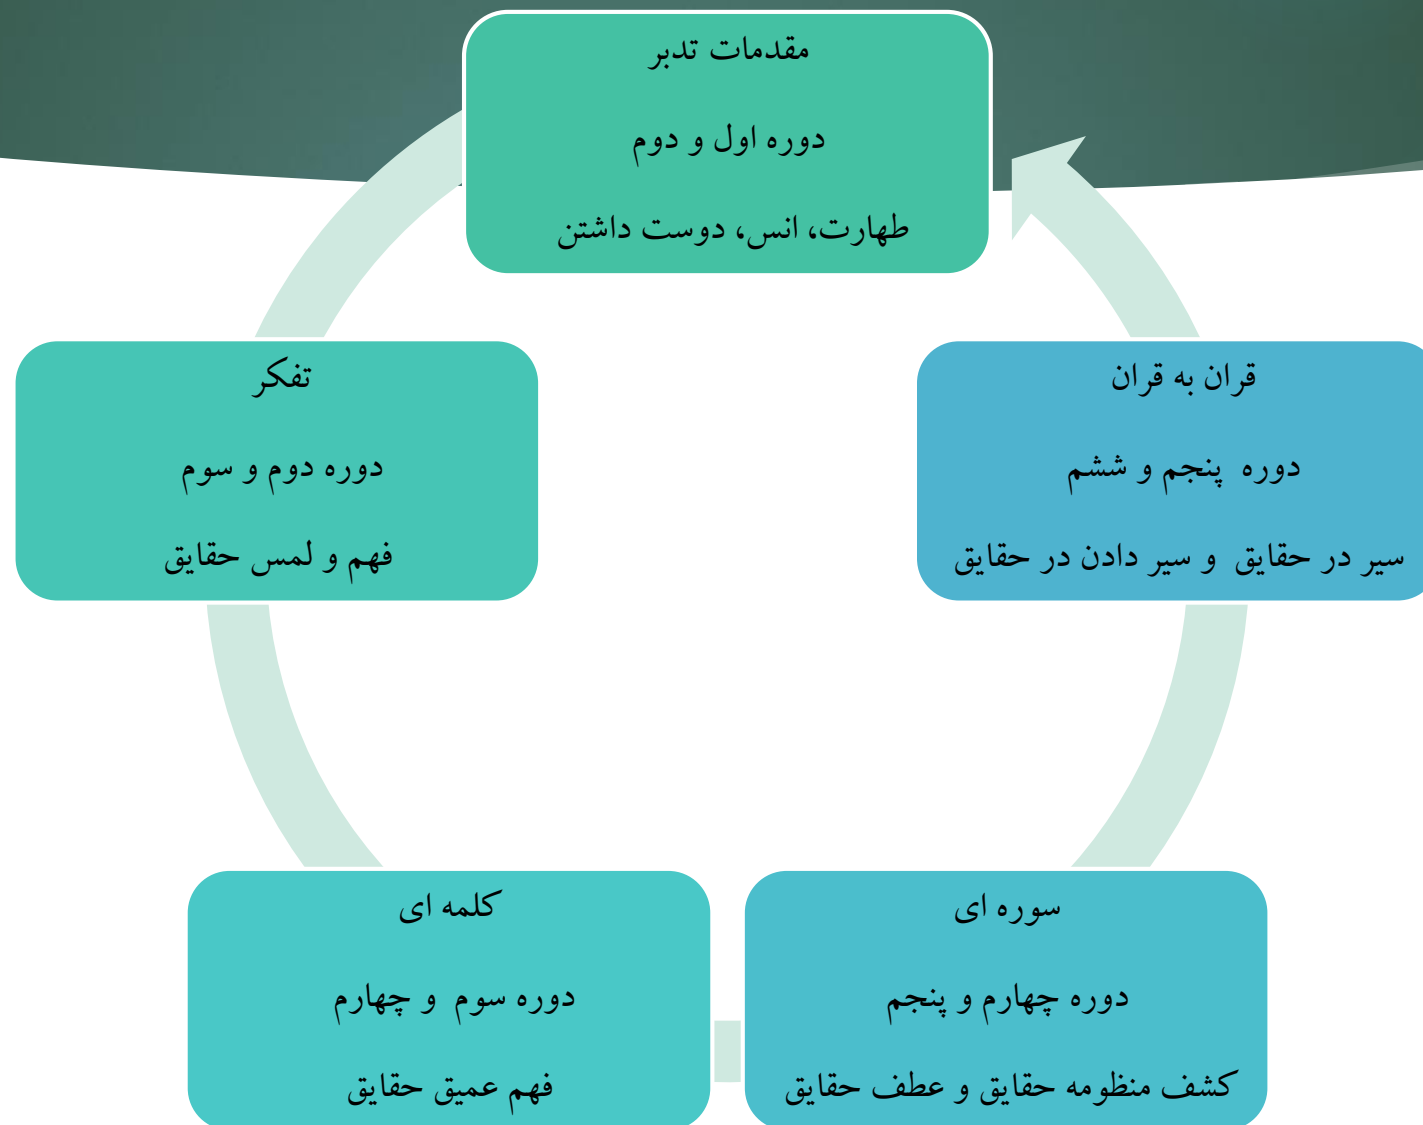 مقدمات تدبر
دوره اول و دوم
طهارت، انس، دوست داشتن
تفکر
دوره دوم و سوم
فهم و لمس حقایق
کلمه ای
دوره سوم و چهارم
فهم عمیق حقایق
سوره ای
دوره چهارم و پنجم
کشف منظومه حقایق و عطف حقایق
قران به قران
دوره پنجم و ششم
سیر در حقایق و سیر دادن در حقایق